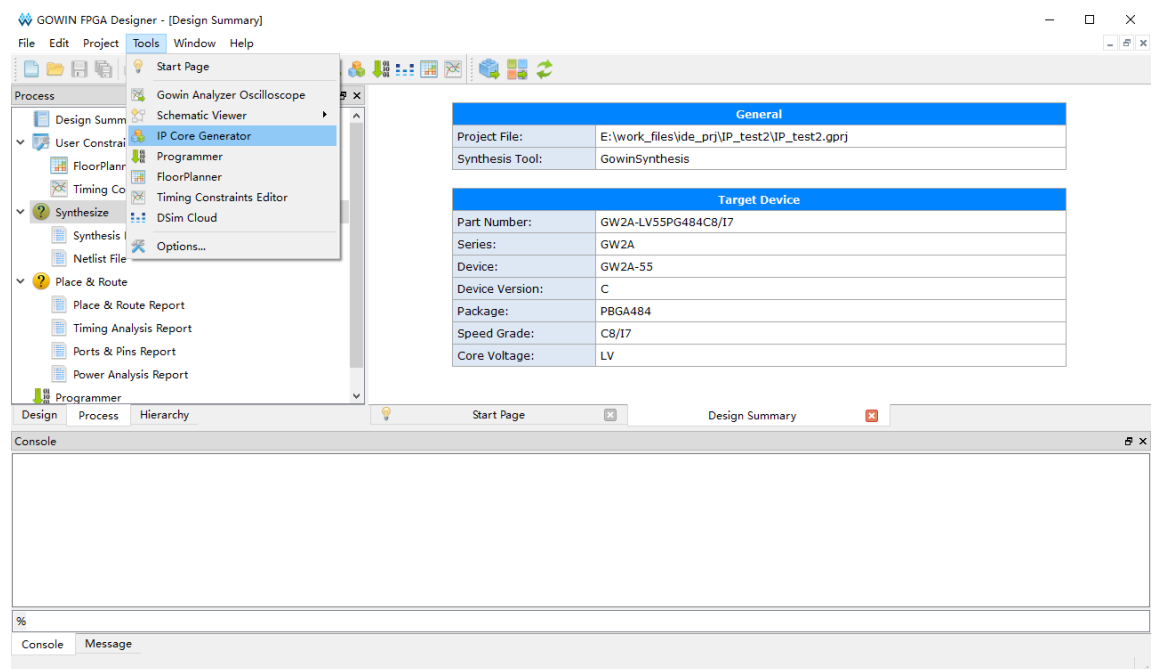 GOWIN FPGA Designer - [Design Summary]
File Edit Project Tools Window Help
Start Page
Gowin Analyzer Oscilloscope
Schematic Viewer
IP Core Generator
Programmer
FloorPlanner
Timing Constraints Editor
DSim Cloud
Options...
Process
Design Summ
User Constrai
FloorPlann
Timing Co
Synthesize
Synthesis
Netlist File
Place & Route
Place & Route Report
Timing Analysis Report
Ports & Pins Report
Power Analysis Report
Programmer
Design Process Hierarchy
General
Project File: E:\work_files\ide_prj\IP_test2\IP_test2.gprj
Synthesis Tool: GowinSynthesis
Target Device
Part Number: GW2A-LV55PG484C8/I7
Series: GW2A
Device: GW2A-55
Device Version: C
Package: PBGA484
Speed Grade: C8/I7
Core Voltage: LV
Start Page Design Summary
Console
%
Console Message